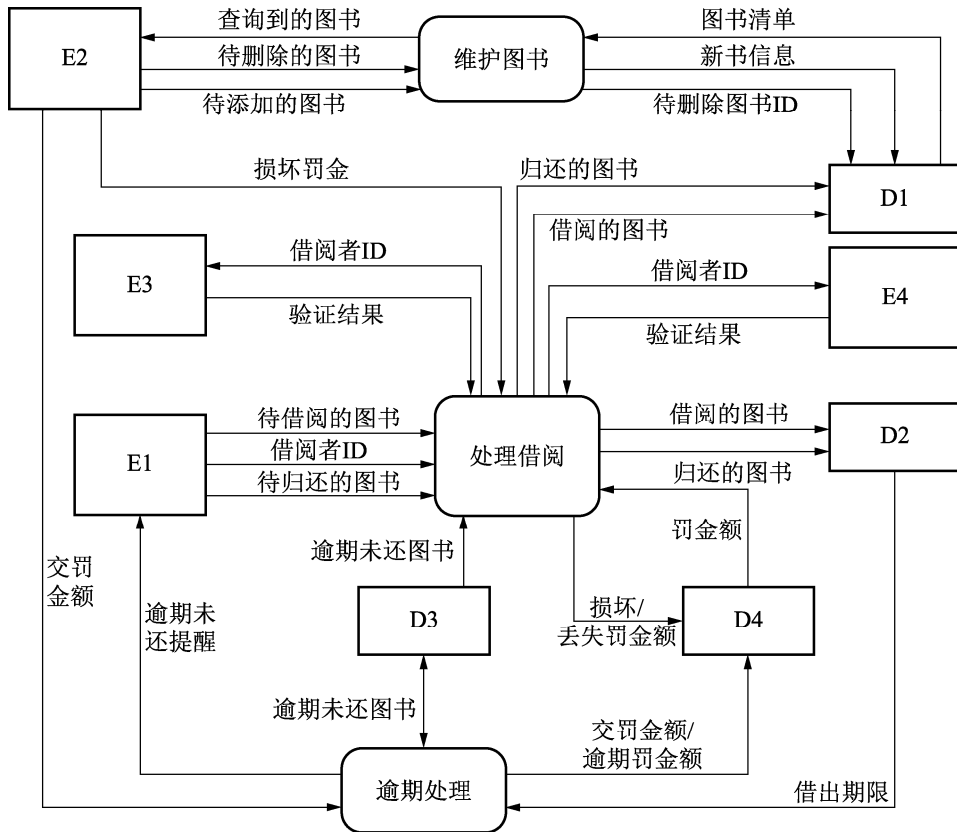 查询到的图书
图书清单
E2
待删除的图书
维护图书
新书信息
待添加的图书
待删除图书ID
损坏罚金
归还的图书
D1
借阅的图书
E3
借阅者ID
借阅者ID
E4
验证结果
验证结果
待借阅的图书
借阅的图书
E1
借阅者ID
处理借阅
D2
待归还的图书
归还的图书
罚金额
逾期未还图书
交罚
金额
逾期未
还提醒
D3
损坏/
丢失罚金额
D4
逾期未还图书
交罚金额/
逾期罚金额
逾期处理
借出期限